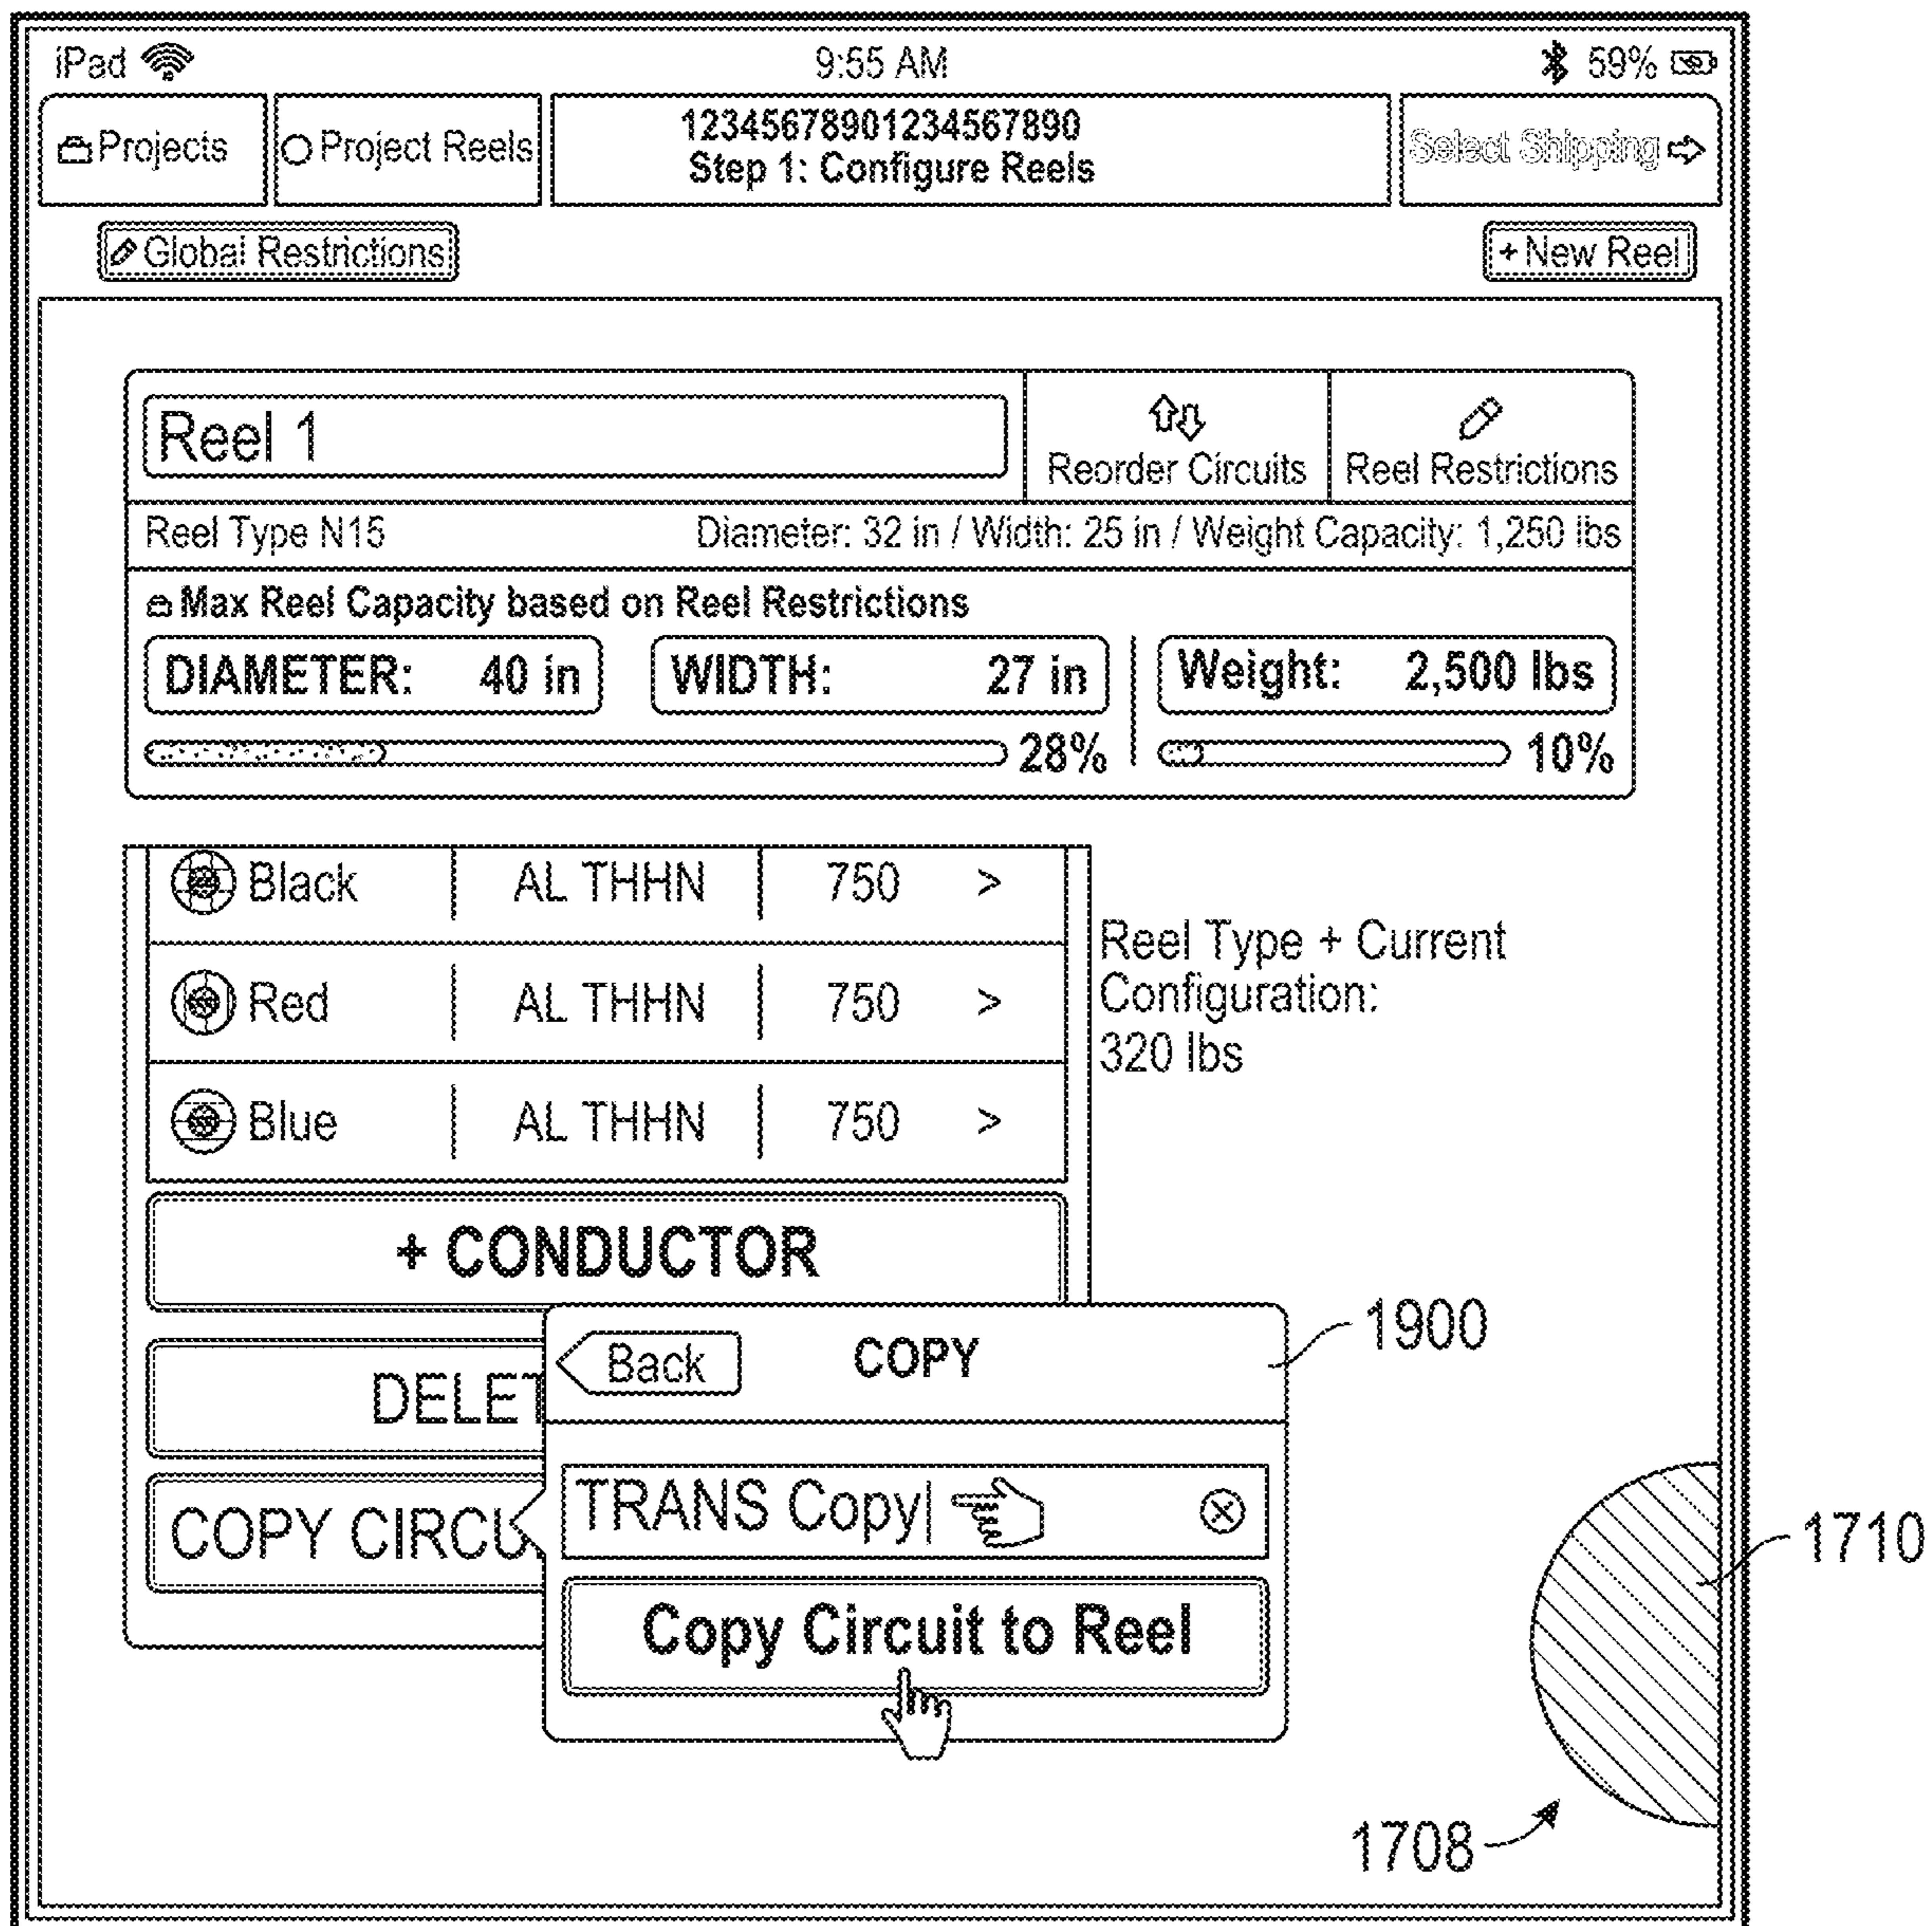 iPad 9:55 AM 59%
Projects Project Reels 12345678901234567890 Select Shipping
Step 1: Configure Reels
Global Restrictions + New Reel
Reel 1 Reorder Circuits Reel Restrictions
Reel Type N15 Diameter: 32 in / Width: 25 in / Weight Capacity: 1,250 lbs
Max Reel Capacity based on Reel Restrictions
DIAMETER: 40 in WIDTH: 27 in Weight: 2,500 lbs
28% 10%
Black AL THHN 750 >
Red AL THHN 750 >
Blue AL THHN 750 >
Reel Type + Current
Configuration:
320 lbs
+ CONDUCTOR
DELET
COPY CIRCU
Back COPY
TRANS Copy
Copy Circuit to Reel
1900
1710
1708